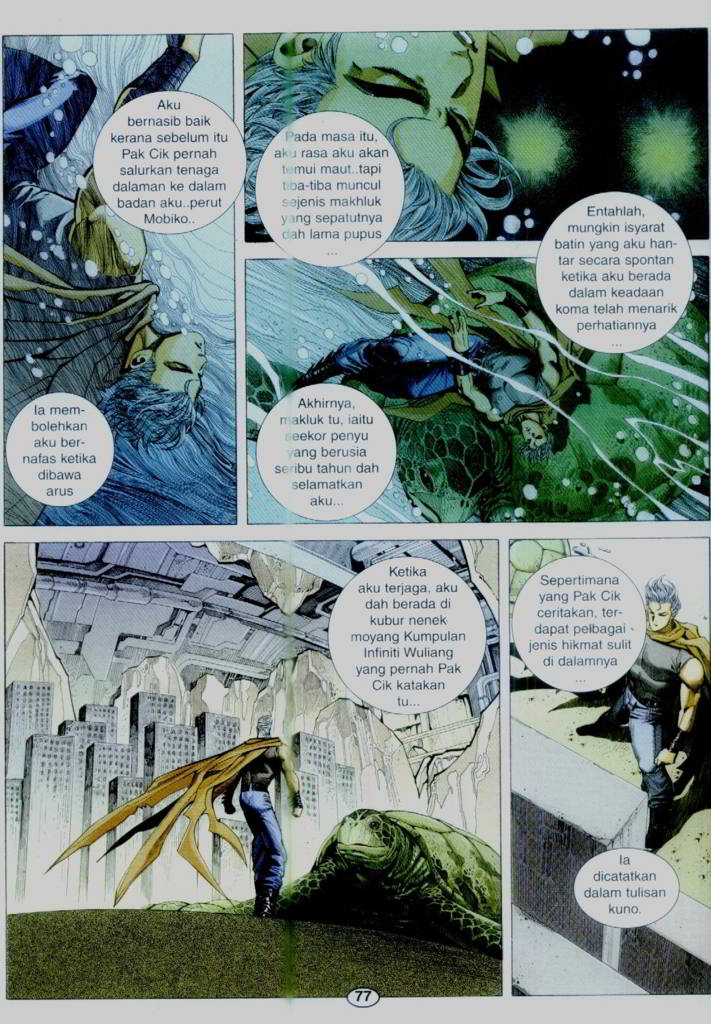 Aku
bernasib baik
kerana sebelum itu
Pak Cik pernah
salurkan tenaga
dalaman ke dalam
badan aku..perut
Mobiko..
Ia mem-
bolehkan
aku ber-
nafas ketika
dibawa
arus
Pada masa itu,
aku rasa aku akan
temui maut..tapi
tiba-tiba muncul
sejenis makhluk
yang sepatutnya
dah lama pupus
...
Entahlah,
mungkin isyarat
batin yang aku han-
tar secara spontan
ketika aku berada
dalam keadaan
koma telah menarik
perhatiannya
...
Akhirnya,
makluk tu, iaitu
seekor penyu
yang berusia
seribu tahun dah
selamatkan
aku...
Ketika
aku terjaga, aku
dah berada di
kubur nenek
moyang Kumpulan
Infiniti Wuliang
yang pernah Pak
Cik katakan
tu...
Sepertimana
yang Pak Cik
ceritakan, ter-
dapat pelbagai
jenis hikmat sulit
di dalamnya
...
Ia
dicatatkan
dalam tulisan
kuno.
77